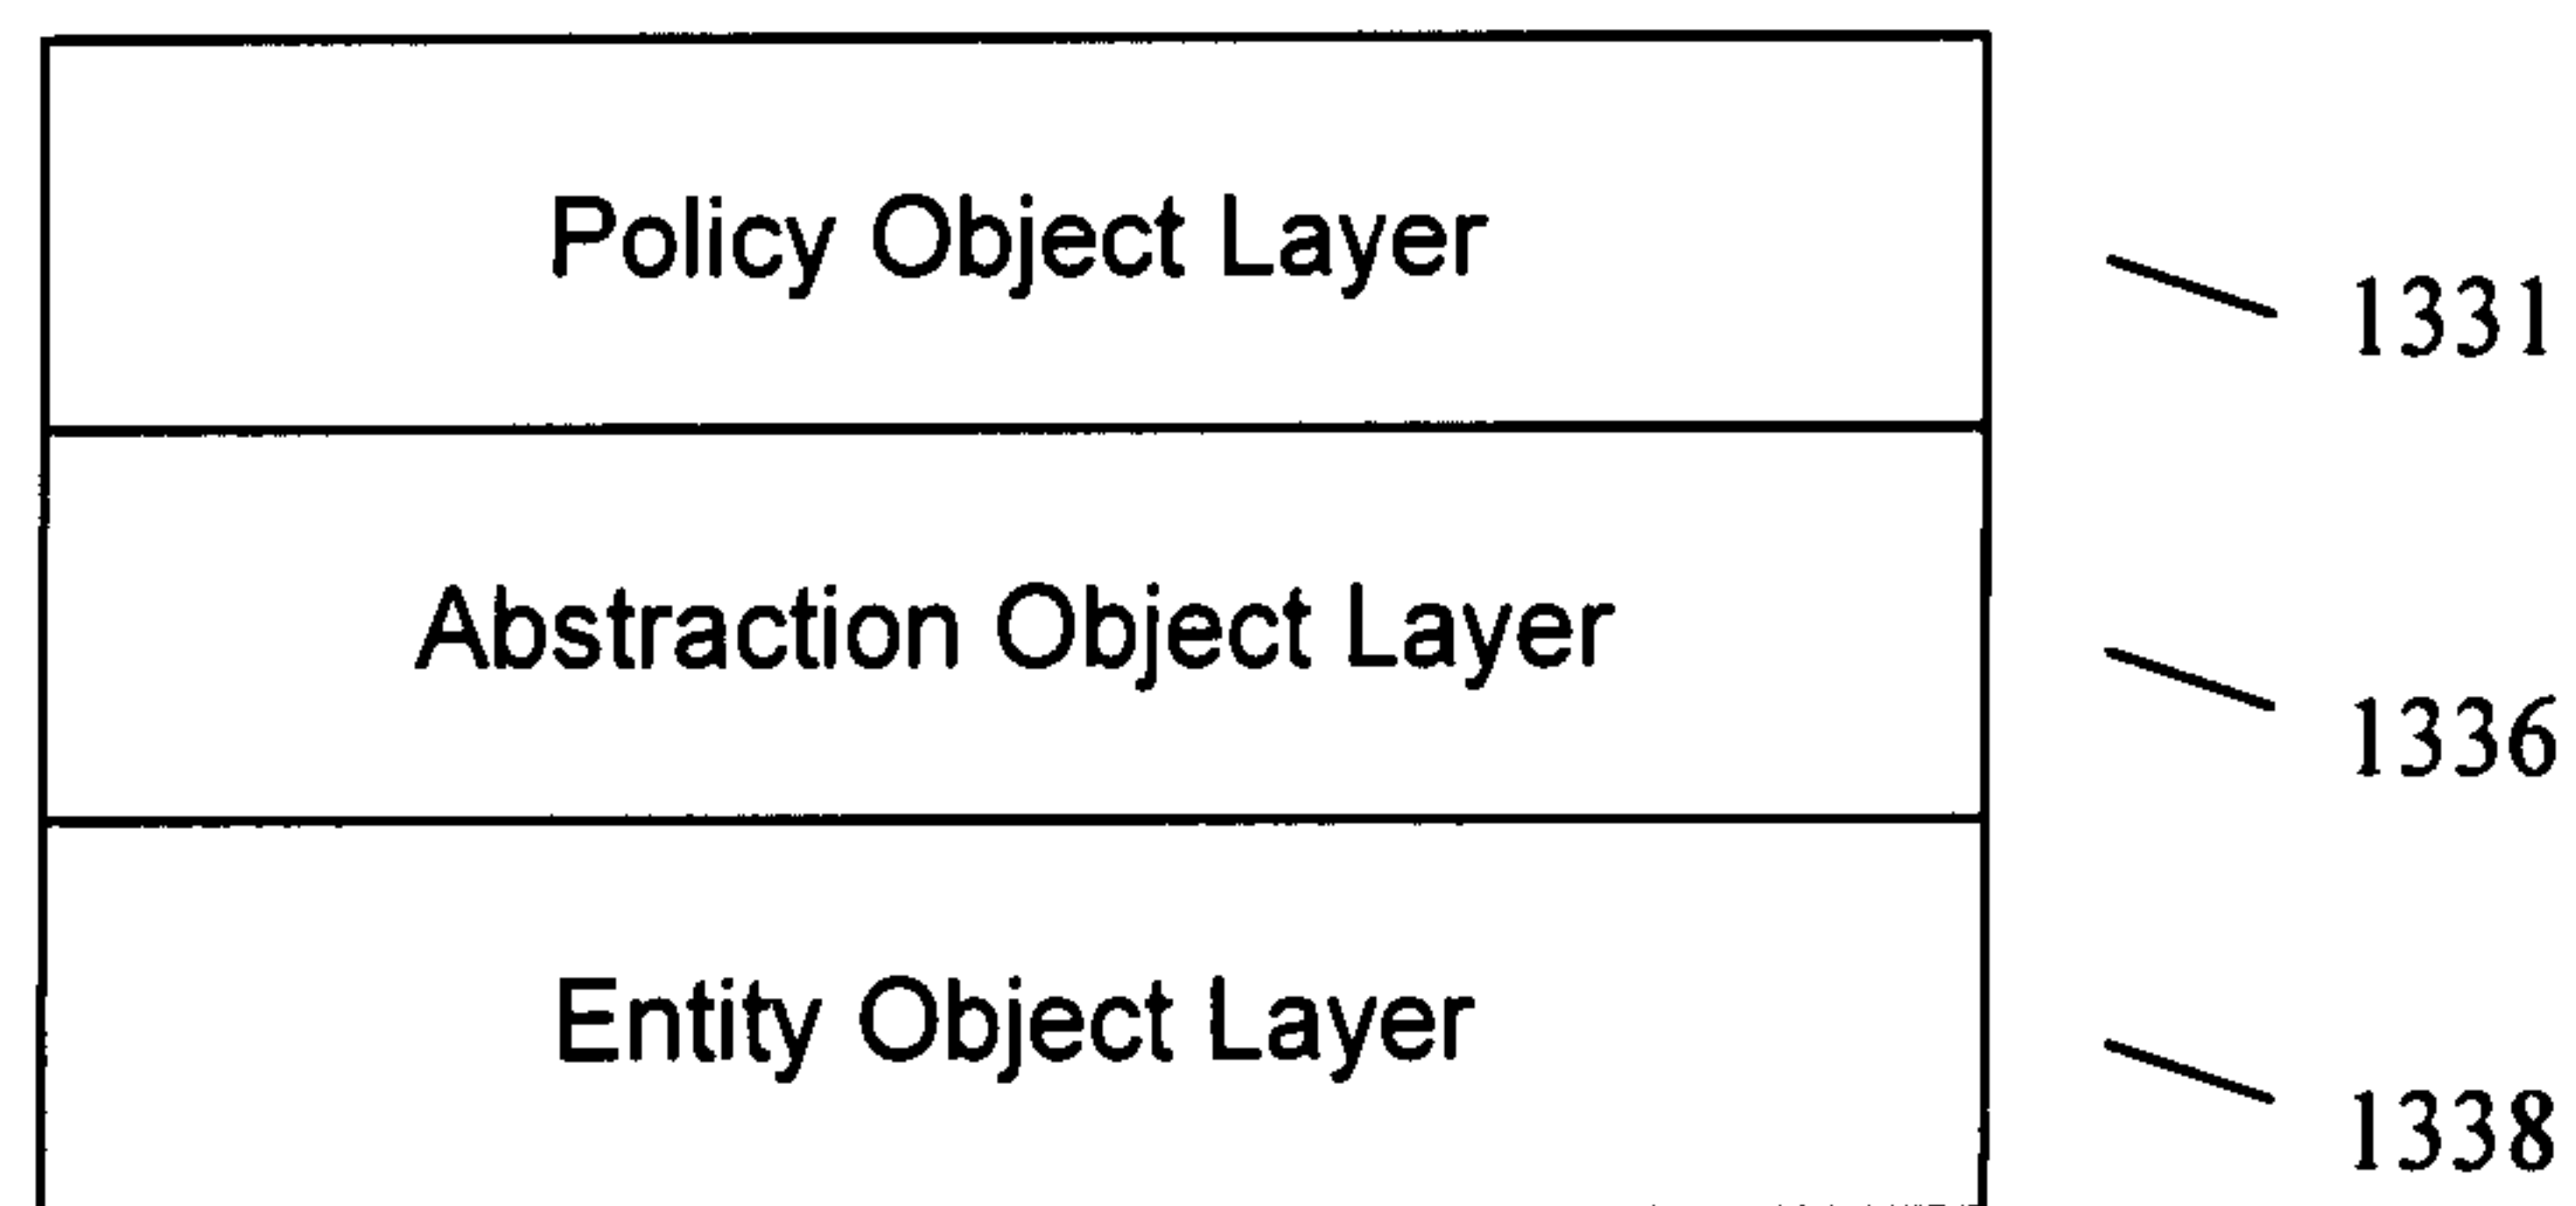 Policy Object Layer
1331
Abstraction Object Layer
1336
Entity Object Layer
1338